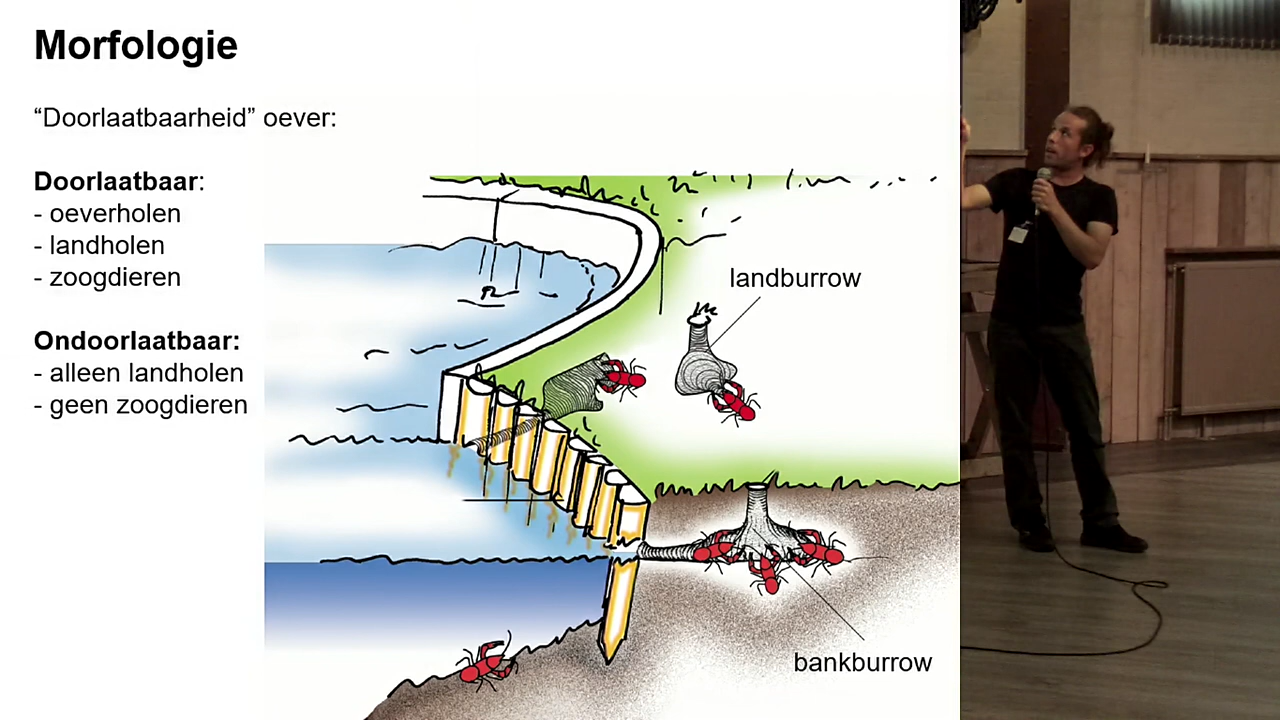 Morfologie
“Doorlaatbaarheid” oever:
Doorlaatbaar:
- oeverholen
- landholen
- zoogdieren
Ondoorlaatbaar:
- alleen landholen
- geen zoogdieren
landburrow
bankburrow